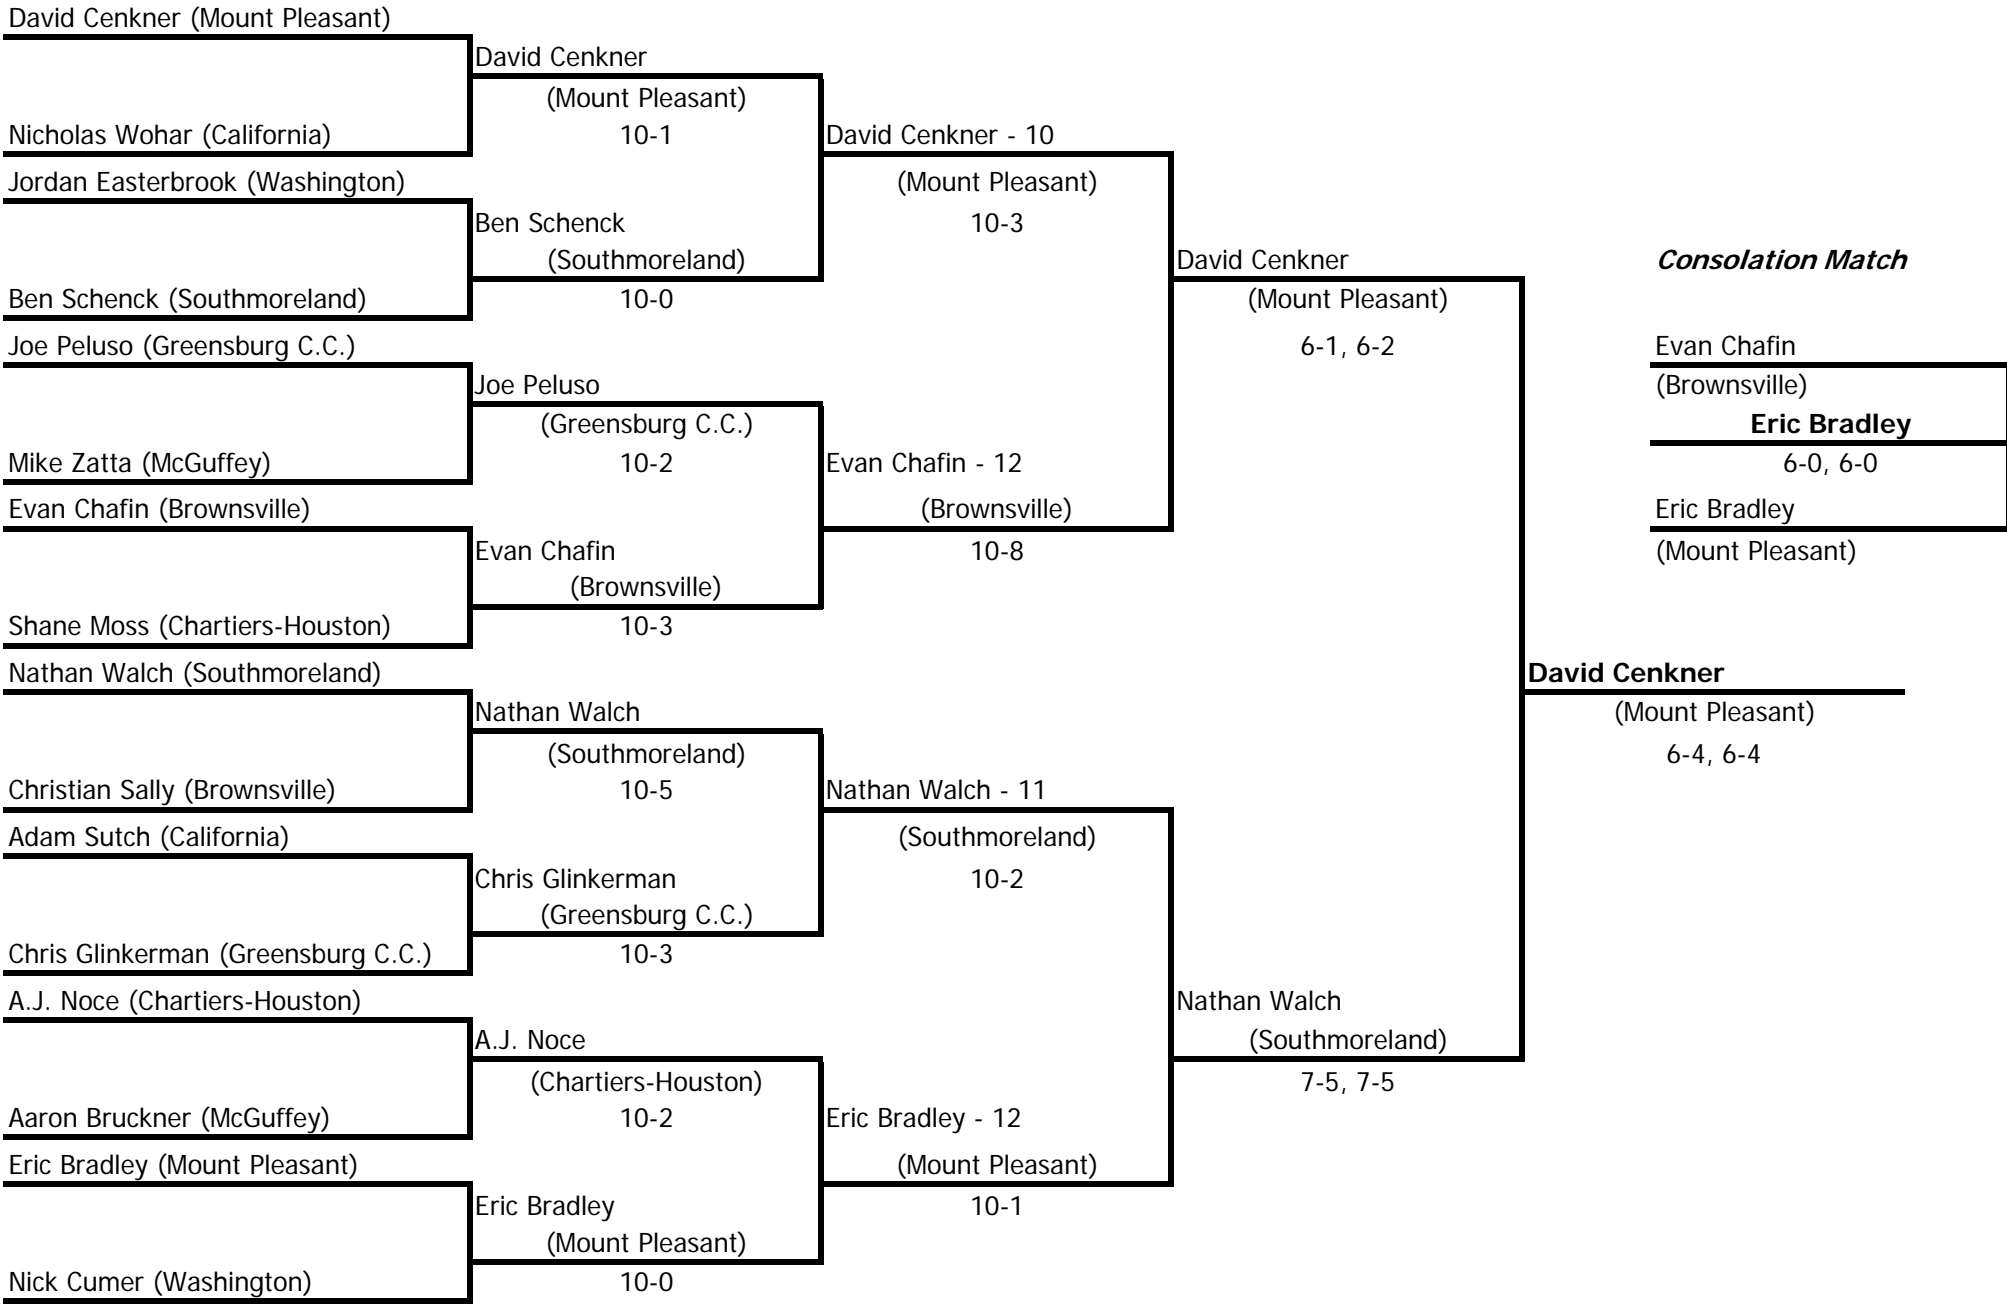 David Cenkner (Mount Pleasant)
Nicholas Wohar (California)
Jordan Easterbrook (Washington)
Ben Schenck (Southmoreland)
Joe Peluso (Greensburg C.C.)
Mike Zatta (McGuffey)
Evan Chafin (Brownsville)
Shane Moss (Chartiers-Houston)
Nathan Walch (Southmoreland)
Christian Sally (Brownsville)
Adam Sutch (California)
Chris Glinkerman (Greensburg C.C.)
A.J. Noce (Chartiers-Houston)
Aaron Bruckner (McGuffey)
Eric Bradley (Mount Pleasant)
Nick Cumer (Washington)
David Cenkner
(Mount Pleasant)
10-1
Ben Schenck
(Southmoreland)
10-0
Joe Peluso
(Greensburg C.C.)
10-2
Evan Chafin
(Brownsville)
10-3
Nathan Walch
(Southmoreland)
10-5
Chris Glinkerman
(Greensburg C.C.)
10-3
A.J. Noce
(Chartiers-Houston)
10-2
Eric Bradley
(Mount Pleasant)
10-0
David Cenkner - 10
(Mount Pleasant)
10-3
Evan Chafin - 12
(Brownsville)
10-8
Nathan Walch - 11
(Southmoreland)
10-2
Eric Bradley - 12
(Mount Pleasant)
10-1
David Cenkner
(Mount Pleasant)
6-1, 6-2
Nathan Walch
(Southmoreland)
7-5, 7-5
David Cenkner
(Mount Pleasant)
6-4, 6-4
Consolation Match
Evan Chafin
(Brownsville)
Eric Bradley
6-0, 6-0
Eric Bradley
(Mount Pleasant)